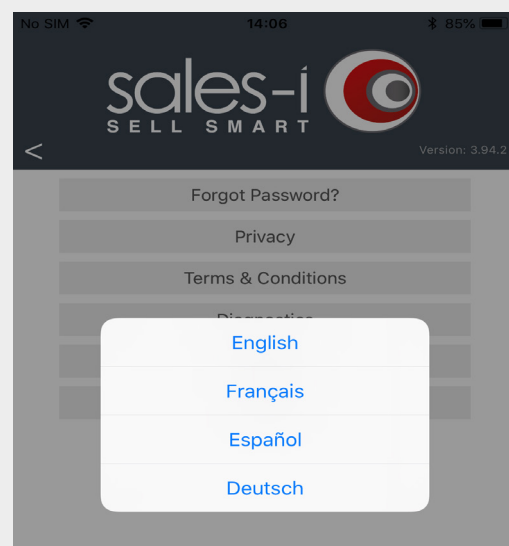 No SIM 14:06 85%
sales-i
SELL SMART
< Version: 3.94.2
Forgot Password?
Privacy
Terms & Conditions
Diagnostics
English
Français
Español
Deutsch